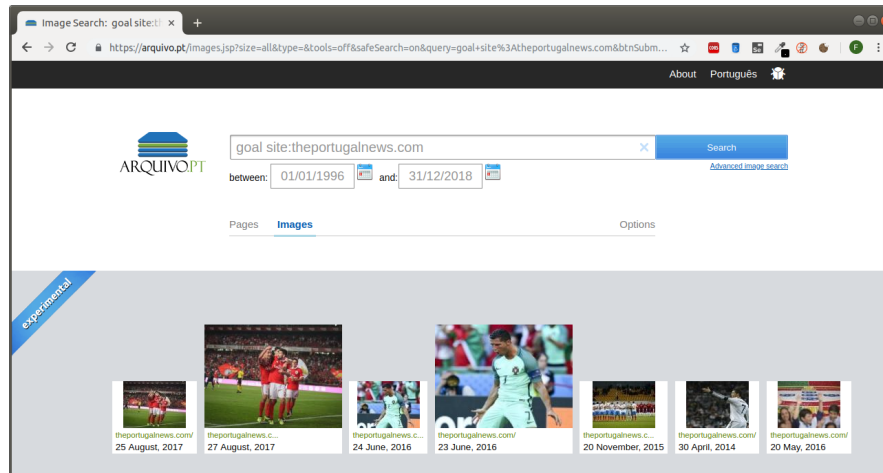 Image Search: goal site:th
https://arquivo.pt/images.jsp?size=all&type=&tools=off&safeSearch=on&query=goal+site%3Atheportugalnews.com&btnSubm...
About Português
goal site:theportugalnews.com
Search
ARQUIVO.PT
Advanced image search
between: 01/01/1996 and: 31/12/2018
Pages Images Options
experimental
theportugalnews.com/ theportugalnews.c... theportugalnews.c... theportugalnews.com/ theportugalnews.c... theportugalnews.com/ theportugalnews.com/
25 August, 2017 27 August, 2017 24 June, 2016 23 June, 2016 20 November, 2015 30 April, 2014 20 May, 2016